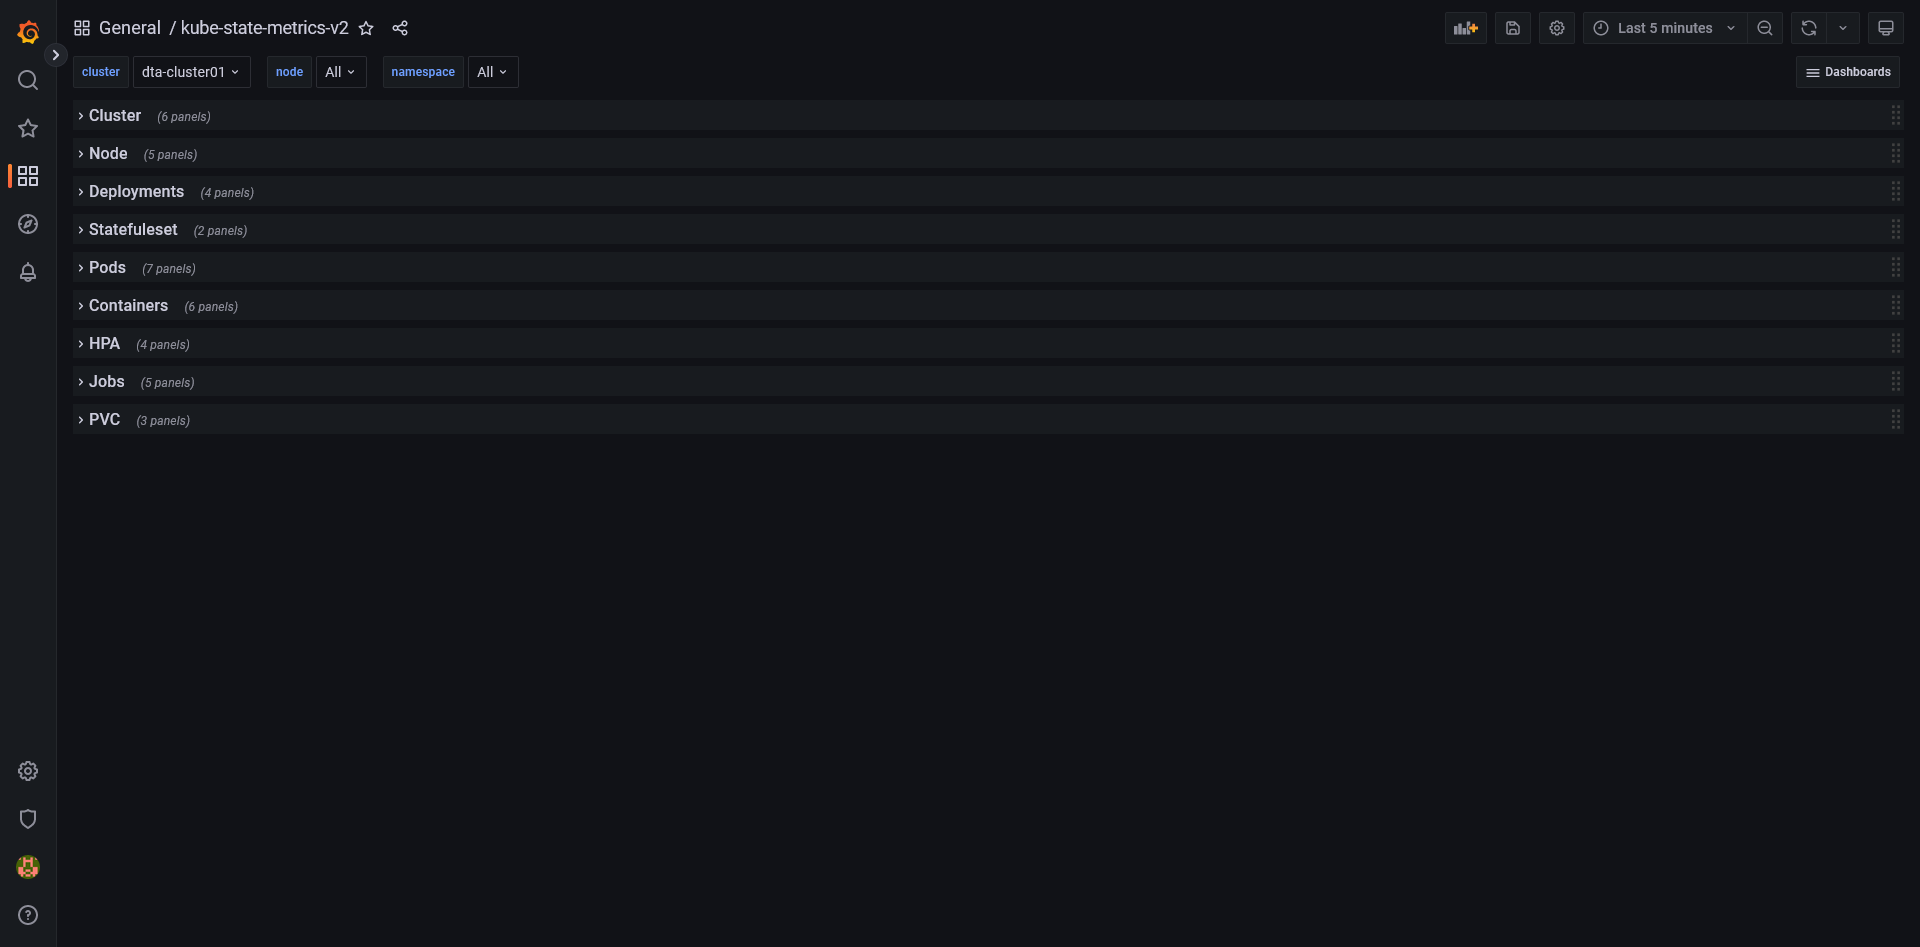 General / kube-state-metrics-v2
Last 5 minutes
cluster dta-cluster01 node All namespace All
Dashboards
Cluster (6 panels)
Node (5 panels)
Deployments (4 panels)
Statefuleset (2 panels)
Pods (7 panels)
Containers (6 panels)
HPA (4 panels)
Jobs (5 panels)
PVC (3 panels)